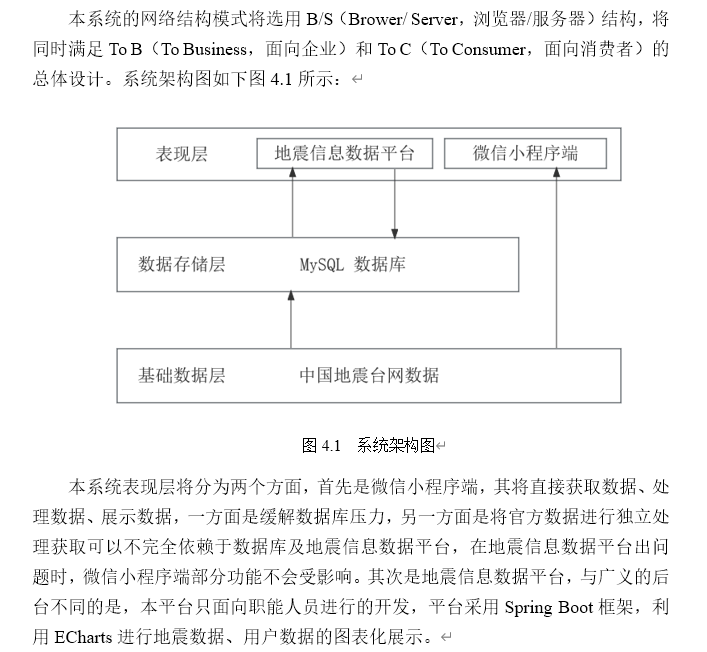 本系统的网络结构模式将选用 B/S（Brower/ Server，浏览器/服务器）结构，将
同时满足 To B（To Business，面向企业）和 To C（To Consumer，面向消费者）的
总体设计。系统架构图如下图 4.1 所示：↵
表现层 地震信息数据平台 微信小程序端
数据存储层 MySQL 数据库
基础数据层 中国地震台网数据
图 4.1 系统架构图↵
本系统表现层将分为两个方面，首先是微信小程序端，其将直接获取数据、处
理数据、展示数据，一方面是缓解数据库压力，另一方面是将官方数据进行独立处
理获取可以不完全依赖于数据库及地震信息数据平台，在地震信息数据平台出问
题时，微信小程序端部分功能不会受影响。其次是地震信息数据平台，与广义的后
台不同的是，本平台只面向职能人员进行的开发，平台采用 Spring Boot 框架，利
用 ECharts 进行地震数据、用户数据的图表化展示。↵